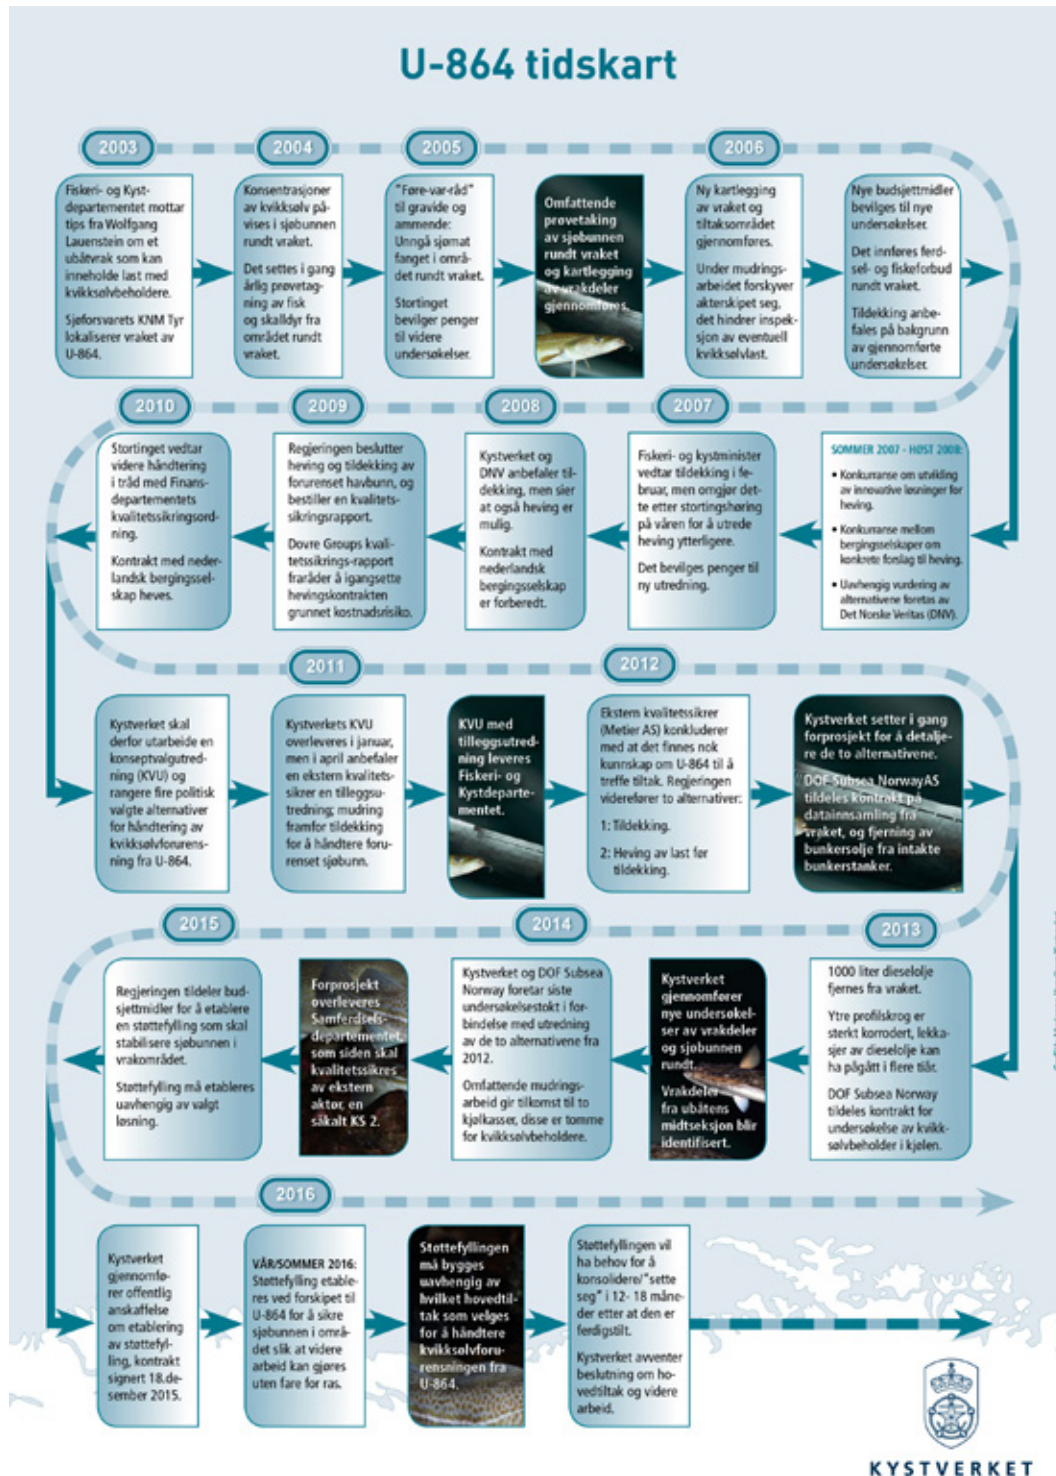 U-864 tidskart
2003
Fiskeri- og Kyst-
departementet mottar
tips fra Wolfgang
Lauenstein om et
ubåtvrak som kan
inneholde last med
kvikksølvbeholdere.
Sjøforsvarets KNM Tyr
lokaliserer vraket av
U-864.
2004
Konsentrasjoner
av kvikksølv på-
vises i sjøbunnen
rundt vraket.
Det settes i gang
årlig prøvetag-
ning av fisk
og skalldyr fra
området rundt
vraket.
2005
"Føre-var-råd"
til gravide og
ammende:
Unngå sjømat
fanget i områ-
det rundt vraket.
Stortinget
bevilger penger
til videre
undersøkelser.
Omfattende
prøvetaking
av sjøbunnen
rundt vraket
og kartlegging
av vrakdeler
gjennomføres.
2006
Ny kartlegging
av vraket og
tiltaksområdet
gjennomføres.
Under mudrings-
arbeidet forskyver
akterskipet seg,
det hindrer inspek-
sjon av eventuell
kvikksølvlast.
Nye budsjettmidler
bevilges til nye
undersøkelser.
Det innføres ferd-
sel- og fiskeforbud
rundt vraket.
Tildekking anbe-
fales på bakgrunn
av gjennomførte
undersøkelser.
SOMMER 2007 - HØST 2008:
• Konkurranse om utvikling
av innovative løsninger for
heving.
• Konkurranse mellom
bergingsselskaper om
konkrete forslag til heving.
• Uavhengig vurdering av
alternativene foretas av
Det Norske Veritas (DNV).
2007
Fiskeri- og kystminister
vedtar tildekking i fe-
bruar, men omgjør det-
te etter stortingshøring
på våren for å utrede
heving ytterligere.
Det bevilges penger til
ny utredning.
2008
Kystverket og
DNV anbefaler til-
dekking, men sier
at også heving er
mulig.
Kontrakt med
nederlandsk
bergingsselskap
er forberedt.
2009
Regjeringen beslutter
heving og tildekking av
forurenset havbunn, og
bestiller en kvalitets-
sikringsrapport.
Dovre Groups kvali-
tetssikrings-rapport
fraråder å igangsette
hevingskontrakten
grunnet kostnadsrisiko.
2010
Stortinget vedtar
videre håndtering
i tråd med Finans-
departementets
kvalitetssikringsord-
ning.
Kontrakt med neder-
landsk bergingssel-
skap heves.
Kystverket skal
derfor utarbeide en
konseptvalgutred-
ning (KVU) og
rangere fire politisk
valgte alternativer
for håndtering av
kvikksølvforurens-
ning fra U-864.
2011
Kystverkets KVU
overleveres i januar,
men i april anbefaler
en ekstern kvalitets-
sikrer en tilleggsu-
tredning; mudring
framfor tildekking
for å håndtere foru-
renset sjøbunn.
KVU med
tilleggsutred-
ning leveres
Fiskeri- og
Kystdeparte-
mentet.
2012
Ekstern kvalitetssikrer
(Metier AS) konkluderer
med at det finnes nok
kunnskap om U-864 til å
treffe tiltak. Regjeringen
viderefører to alternativer:
1: Tildekking.
2: Heving av last før
tildekking.
Kystverket setter i gang
forprosjekt for å detalje-
re de to alternativene.
DOF Subsea Norway AS
tildeles kontrakt på
datainnsamling fra
vraket, og fjerning av
bunkersolje fra intakte
bunkerstanker.
2013
1000 liter dieselolje
fjernes fra vraket.
Ytre profilskrog er
sterkt korrodert, lekka-
sjer av dieselolje kan
ha pågått i flere tiår.
DOF Subsea Norway
tildeles kontrakt for
undersøkelse av kvikk-
sølvbeholder i kjølen.
Kystverket
gjennomfører
nye undersøkel-
ser av vrakdeler
og sjøbunnen
rundt.
Vrakdeler
fra ubåtens
midtseksjon blir
identifisert.
2014
Kystverket og DOF Subsea
Norway foretar siste
undersøkelsestokt i for-
bindelse med utredning
av de to alternativene fra
2012.
Omfattende mudrings-
arbeid gir tilkomst til to
kjølkasser, disse er tomme
for kvikksølvbeholdere.
Forprosjekt
overleveres
Samferdsels-
departementet,
som siden skal
kvalitetssikres
av ekstern
aktør, en
såkalt KS 2.
2015
Regjeringen tildeler bud-
sjettmidler for å etablere
en støttefylling som skal
stabilisere sjøbunnen i
vrakområdet.
Støttefylling må etableres
uavhengig av valgt
løsning.
Kystverket
gjennomfø-
rer offentlig
anskaffelse
om etablering
av støttefyl-
ling, kontrakt
signert 18.de-
sember 2015.
2016
VÅR/SOMMER 2016:
Støttefylling etable-
res ved forskipet til
U-864 for å sikre
sjøbunnen i områ-
det slik at videre
arbeid kan gjøres
uten fare for ras.
Støttefyllingen
må bygges
uavhengig av
hvilket hovedtil-
tak som velges
for å håndtere
kvikksølvforu-
rensningen fra
U-864.
Støttefyllingen vil
ha behov for å
konsolidere/"sette
seg" i 12- 18 måne-
der etter at den er
ferdigstilt.
Kystverket avventer
beslutning om ho-
vedtiltak og videre
arbeid.
KYSTVERKET